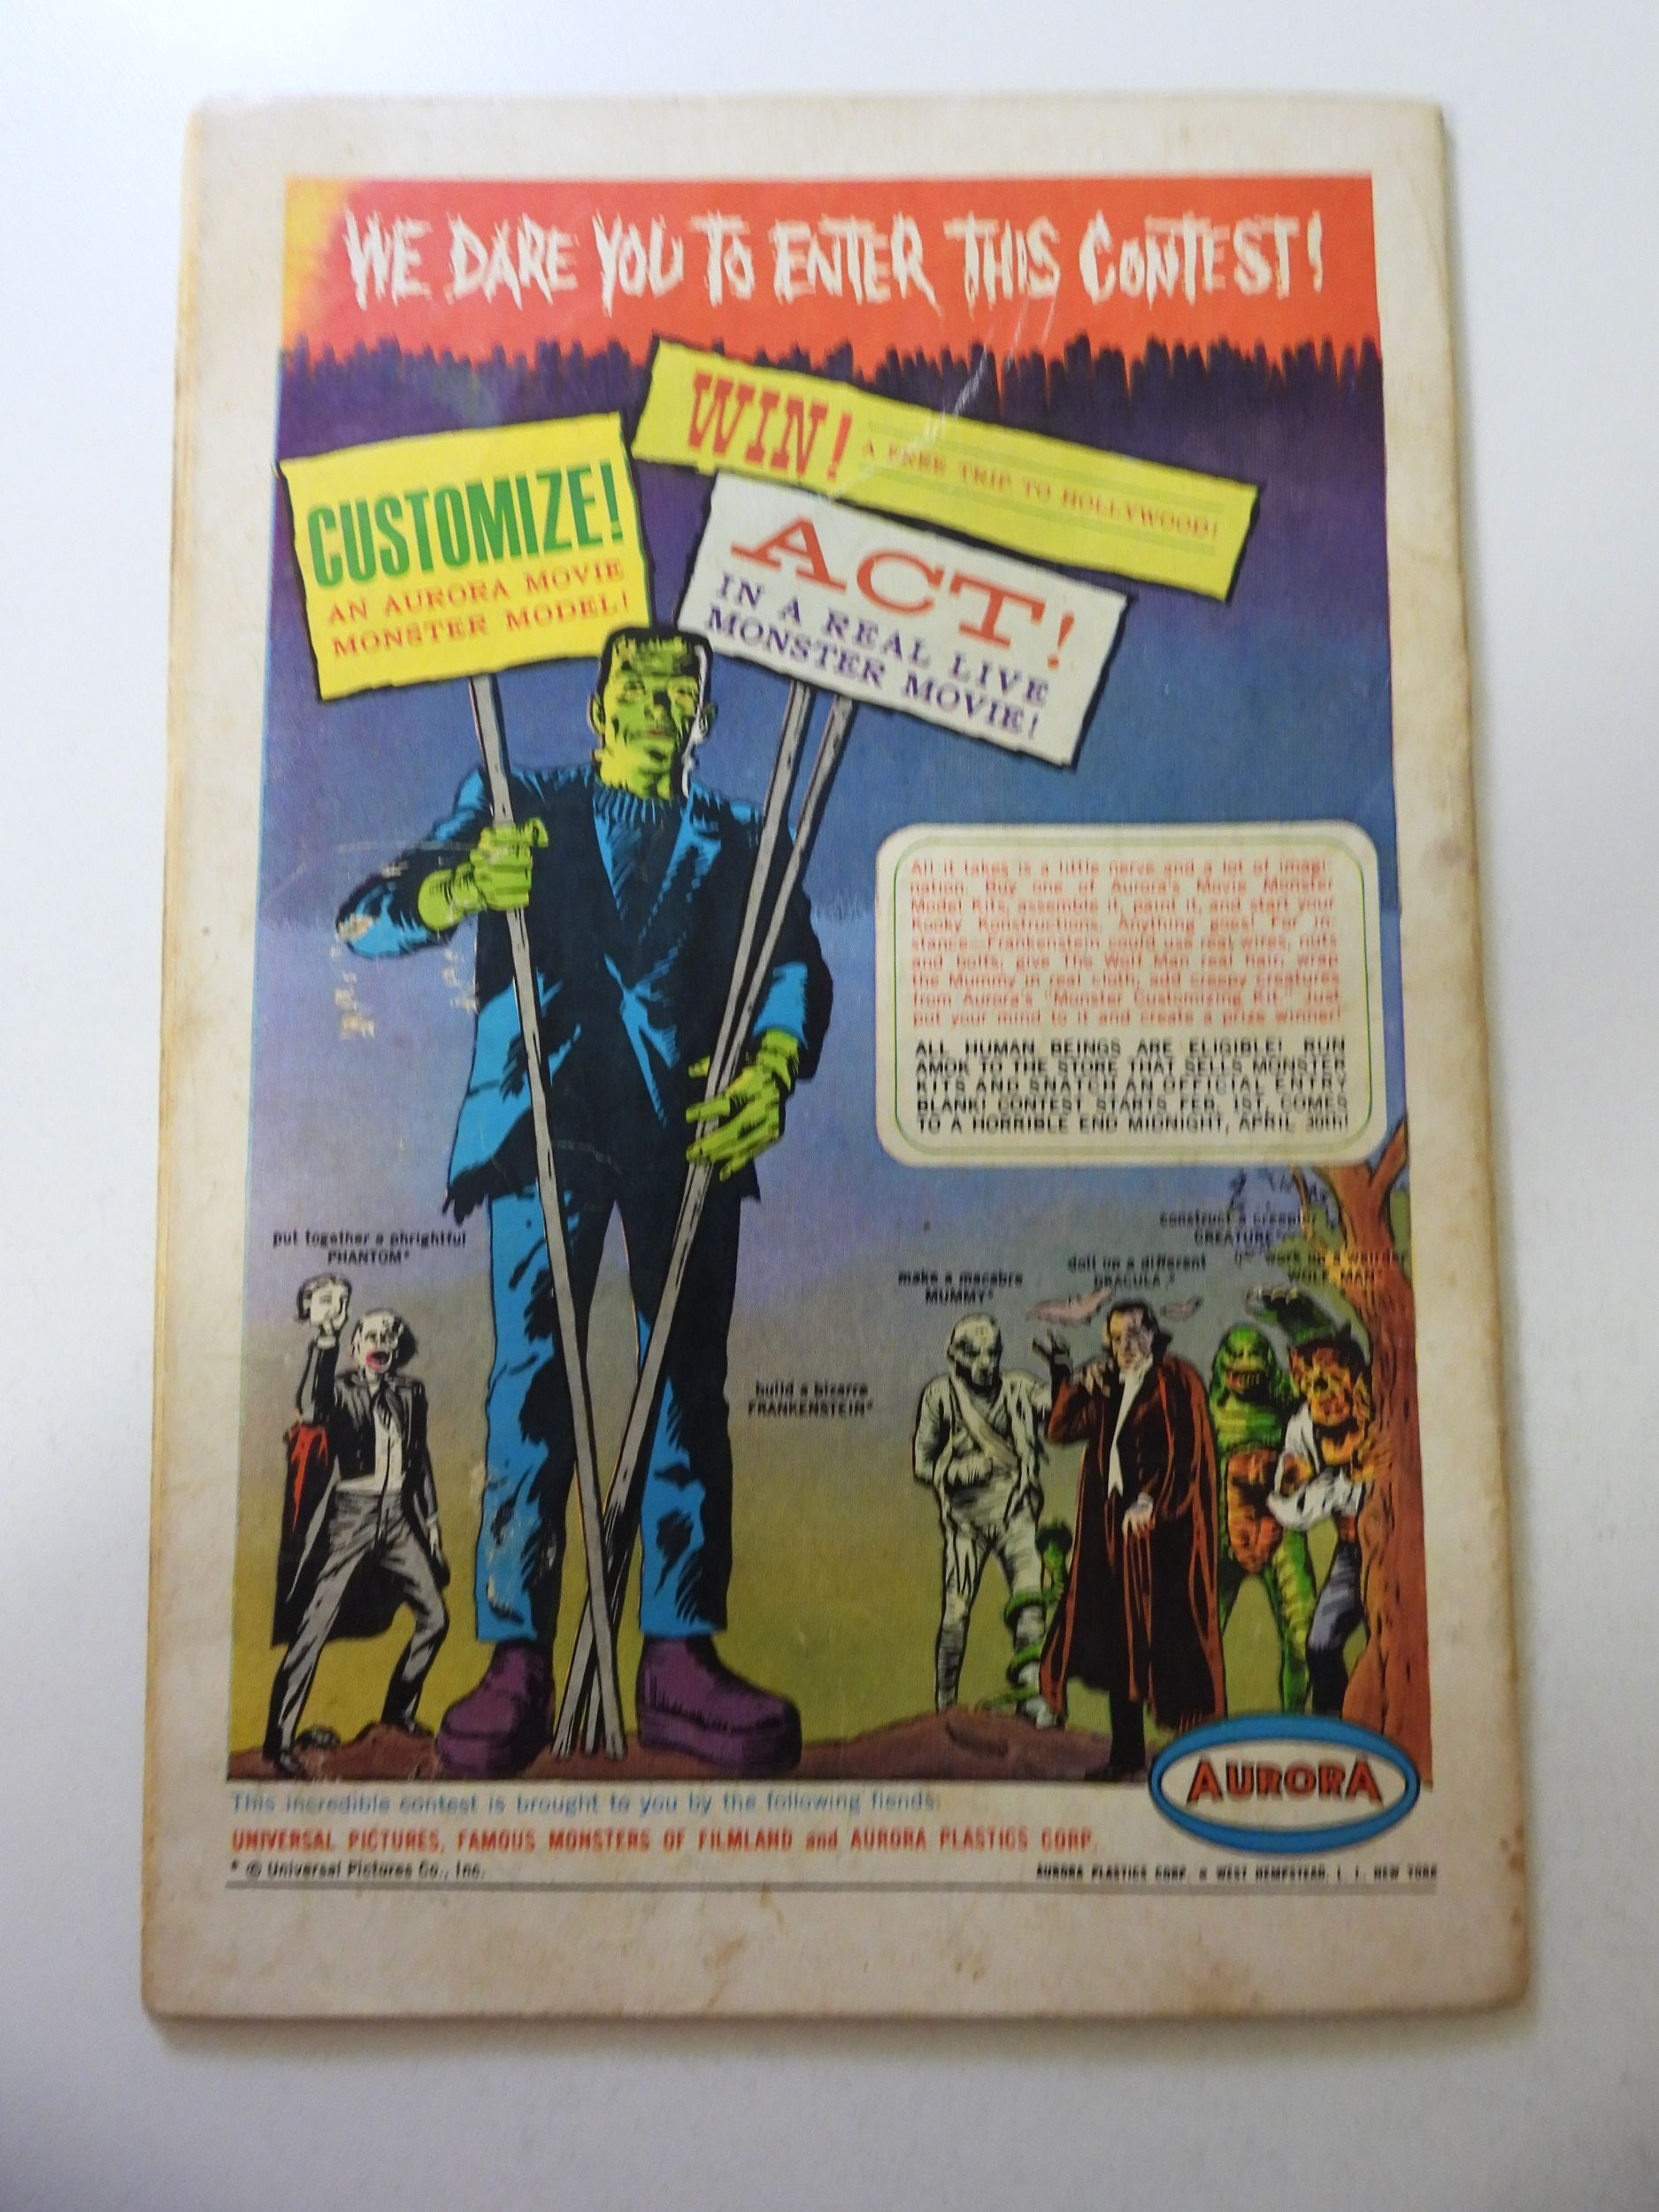 WE DARE YOU TO ENTER THIS CONTEST!
WIN! A FREE TRIP TO HOLLYWOOD!
CUSTOMIZE!
AN AURORA MOVIE
MONSTER MODEL!
ACT!
IN A REAL LIVE
MONSTER MOVIE!
All it takes is a little nerve and a lot of imagi-
nation. Buy one of Aurora's Movie Monster
Model Kits, assemble it, paint it, and start your
Kooky Konstructions. Anything goes! For in-
stance—Frankenstein could use real wires, nuts
and bolts, give The Wolf Man real hair, wrap
the Mummy in real cloth, add creepy creatures
from Aurora's "Monster Customizing Kit." Just
put your mind to it and create a prize winner!
ALL HUMAN BEINGS ARE ELIGIBLE! RUN
AMOK TO THE STORE THAT SELLS MONSTER
KITS AND SNATCH AN OFFICIAL ENTRY
BLANK! CONTEST STARTS FEB. 1ST, COMES
TO A HORRIBLE END MIDNIGHT, APRIL 30th!
put together a phrightful
PHANTOM*
build a bizarre
FRANKENSTEIN*
make a macabre
MUMMY*
doll up a different
DRACULA*
construct a creepier
CREATURE*
work up a weirder
WOLF MAN*
AURORA
This incredible contest is brought to you by the following fiends:
UNIVERSAL PICTURES, FAMOUS MONSTERS OF FILMLAND and AURORA PLASTICS CORP.
* © Universal Pictures Co., Inc.
AURORA PLASTICS CORP. • WEST HEMPSTEAD, L. I., NEW YORK